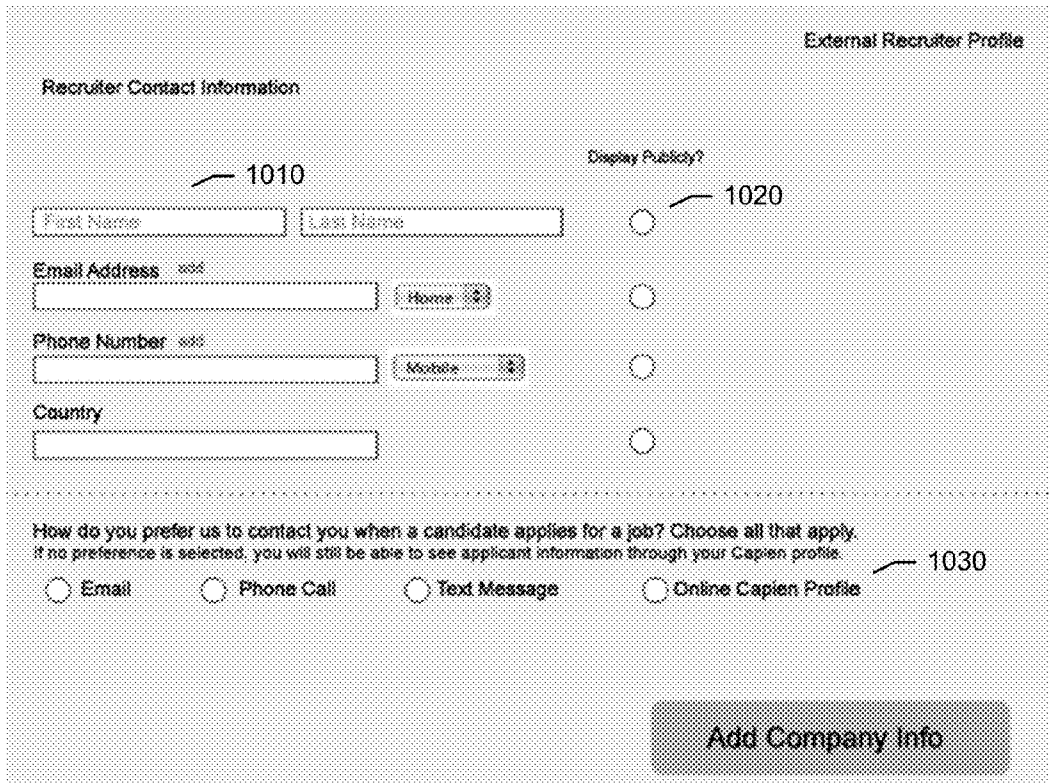 External Recruiter Profile
Recruiter Contact Information
Display Publicly?
1010
1020
First Name Last Name
Email Address add
Home
Phone Number add
Mobile
Country
How do you prefer us to contact you when a candidate applies for a job? Choose all that apply.
If no preference is selected, you will still be able to see applicant information through your Capien profile.
1030
Email Phone Call Text Message Online Capien Profile
Add Company Info